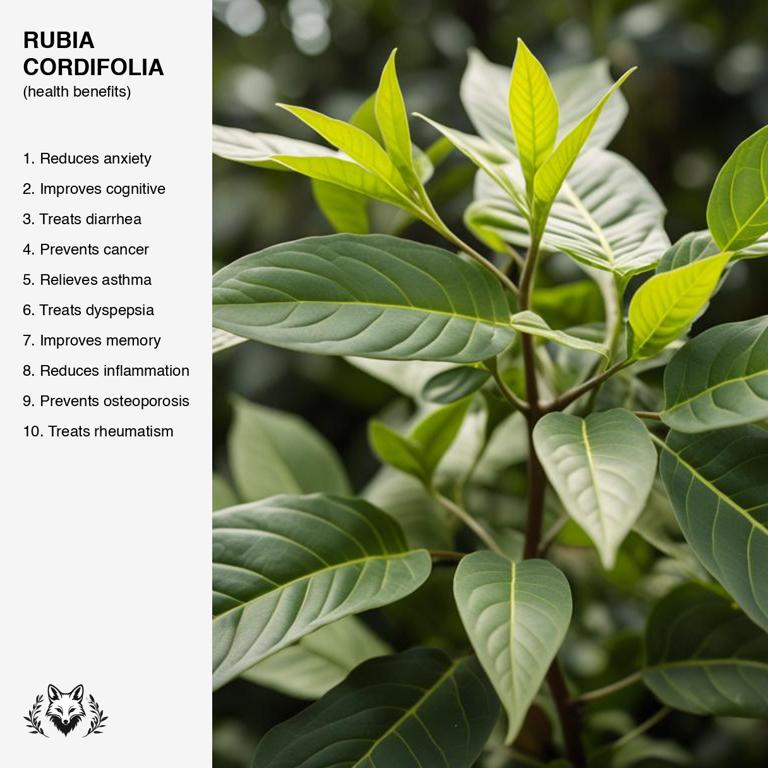 RUBIA
CORDIFOLIA
(health benefits)
1. Reduces anxiety
2. Improves cognitive
3. Treats diarrhea
4. Prevents cancer
5. Relieves asthma
6. Treats dyspepsia
7. Improves memory
8. Reduces inflammation
9. Prevents osteoporosis
10. Treats rheumatism